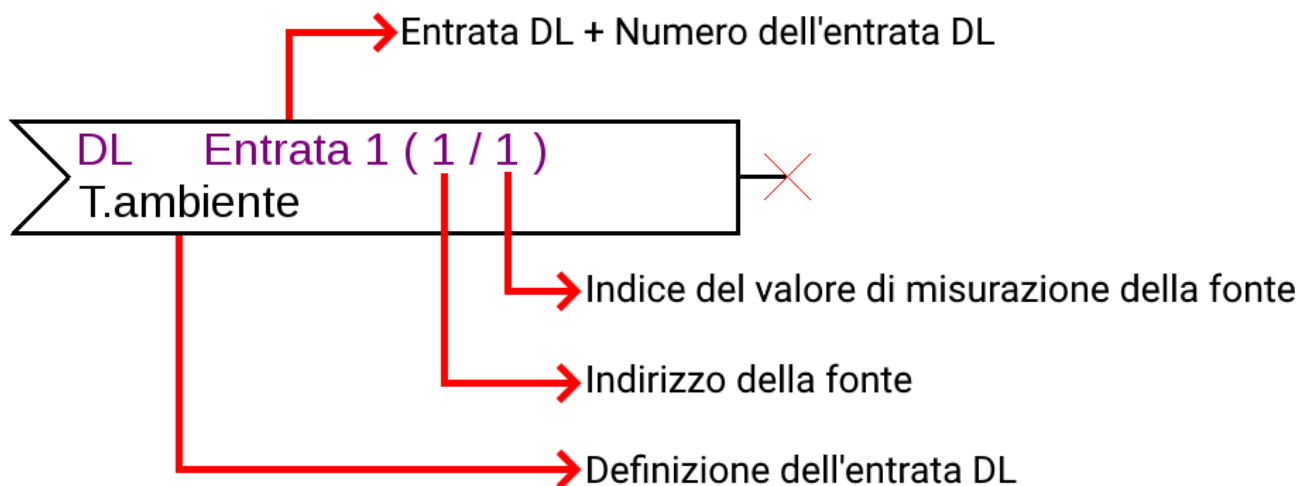 Entrata DL + Numero dell'entrata DL
DL Entrata 1 ( 1 / 1 )
T.ambiente
Indice del valore di misurazione della fonte
Indirizzo della fonte
Definizione dell'entrata DL